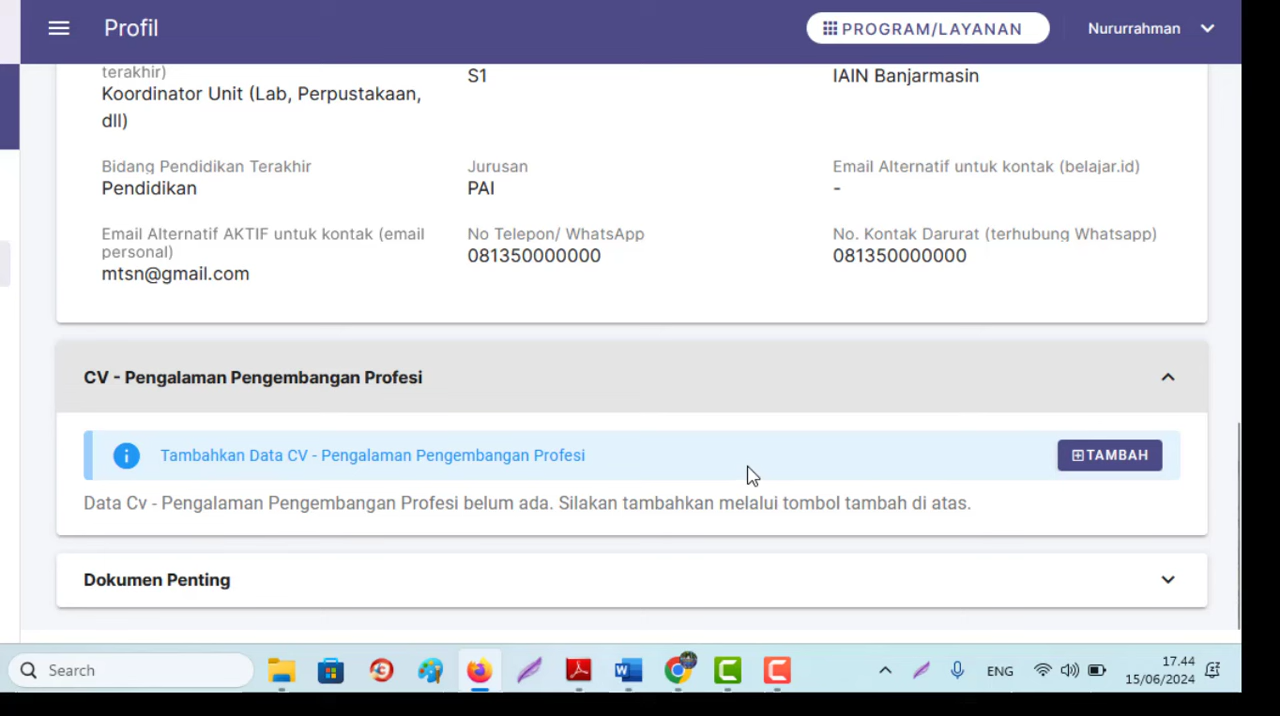 Profil
PROGRAM/LAYANAN
Nururrahman
terakhir)
Koordinator Unit (Lab, Perpustakaan,
dll)
S1
IAIN Banjarmasin
Bidang Pendidikan Terakhir
Pendidikan
Jurusan
PAI
Email Alternatif untuk kontak (belajar.id)
-
Email Alternatif AKTIF untuk kontak (email
personal)
mtsn@gmail.com
No Telepon/ WhatsApp
081350000000
No. Kontak Darurat (terhubung Whatsapp)
081350000000
CV - Pengalaman Pengembangan Profesi
Tambahkan Data CV - Pengalaman Pengembangan Profesi
TAMBAH
Data Cv - Pengalaman Pengembangan Profesi belum ada. Silakan tambahkan melalui tombol tambah di atas.
Dokumen Penting
Search
ENG
17.44
15/06/2024